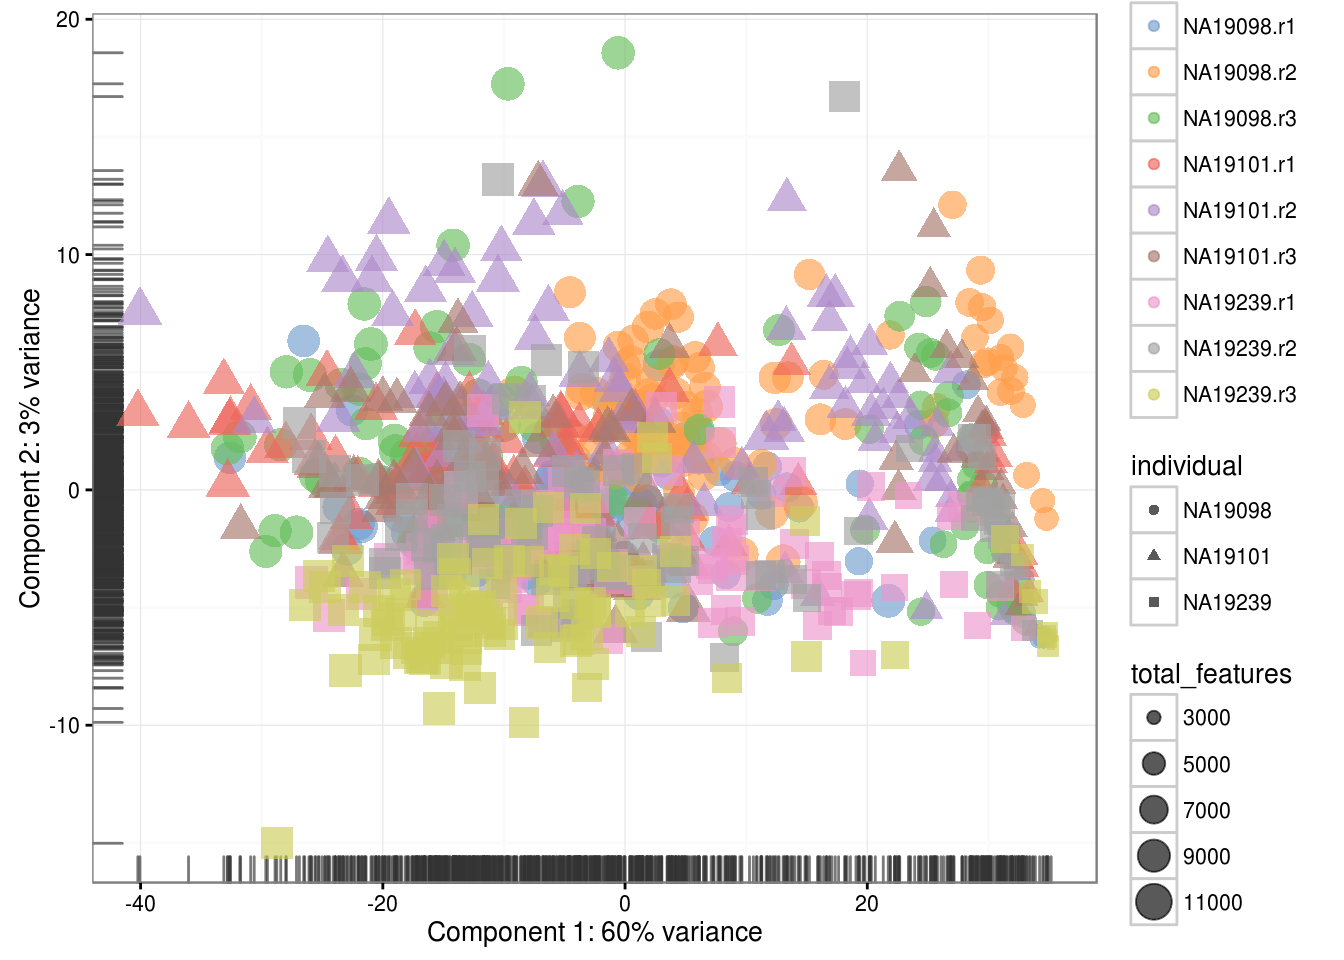 20
10
0
-10
-40
-20
0
20
Component 2: 3% variance
Component 1: 60% variance
NA19098.r1
NA19098.r2
NA19098.r3
NA19101.r1
NA19101.r2
NA19101.r3
NA19239.r1
NA19239.r2
NA19239.r3
individual
NA19098
NA19101
NA19239
total_features
3000
5000
7000
9000
11000